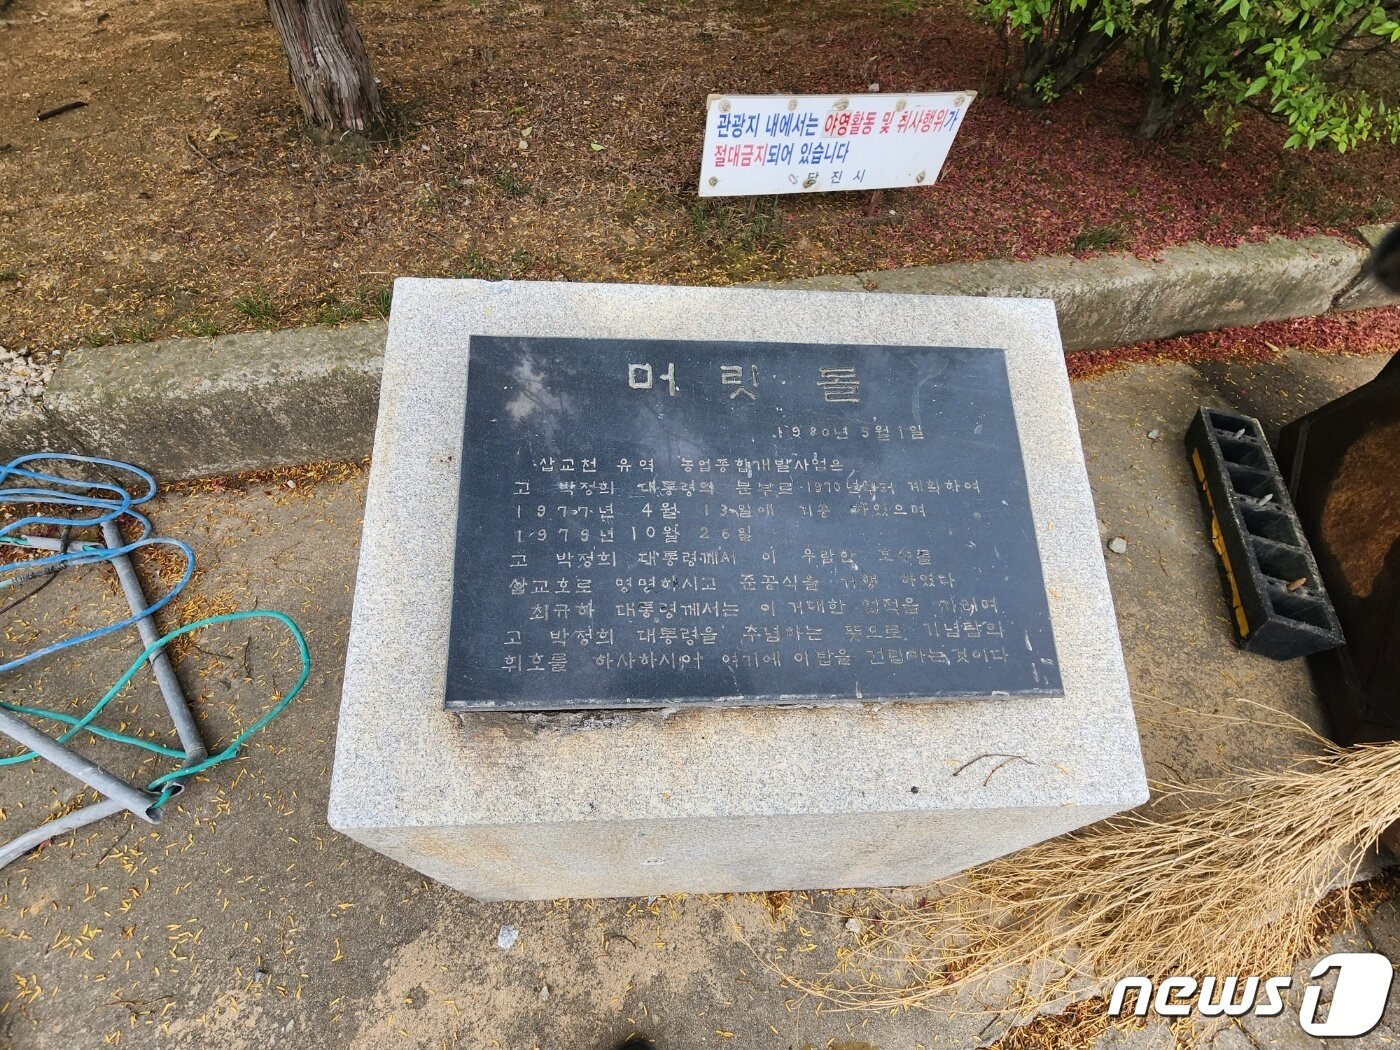 관광지 내에서는 야영활동 및 취사행위가
절대금지되어 있습니다
당진시
머릿돌
1980년 5월 1일
삽교천 유역 농업종합개발사업은
고 박정희 대통령의 분부로 1970년부터 계획하여
1977년 4월 13일에 기공 하였으며
1979년 10월 26일
고 박정희 대통령께서 이 우람한 호수를
삽교호로 명명하시고 준공식을 거행 하였다
최규하 대통령께서는 이 거대한 업적을 기리며
고 박정희 대통령을 추념하는 뜻으로 기념탑의
휘호를 하사하시어 여기에 이 탑을 건립하는 것이다
news1